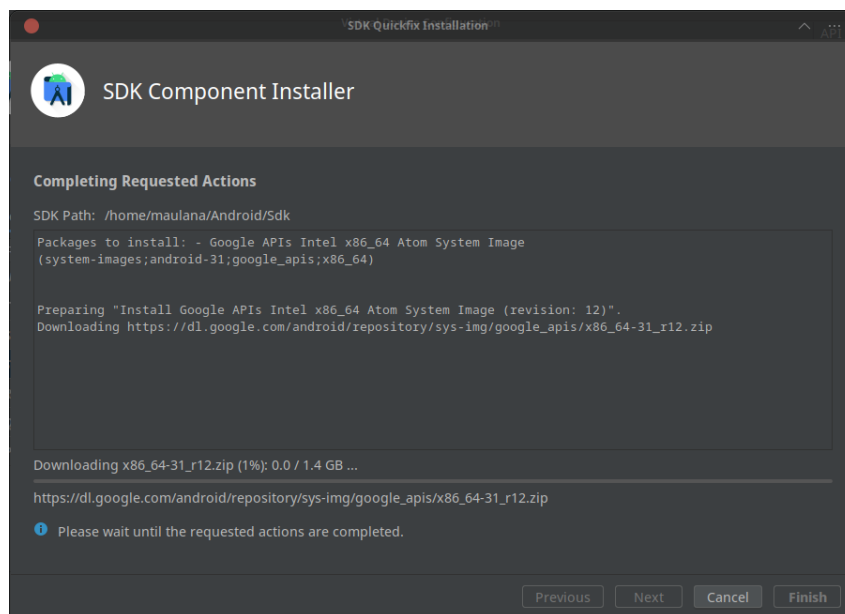 SDK Quickfix Installation
API
SDK Component Installer
Completing Requested Actions
SDK Path: /home/maulana/Android/Sdk
Packages to install: - Google APIs Intel x86_64 Atom System Image
(system-images;android-31;google_apis;x86_64)
Preparing "Install Google APIs Intel x86_64 Atom System Image (revision: 12)".
Downloading https://dl.google.com/android/repository/sys-img/google_apis/x86_64-31_r12.zip
Downloading x86_64-31_r12.zip (1%): 0.0 / 1.4 GB ...
https://dl.google.com/android/repository/sys-img/google_apis/x86_64-31_r12.zip
Please wait until the requested actions are completed.
Previous Next Cancel Finish